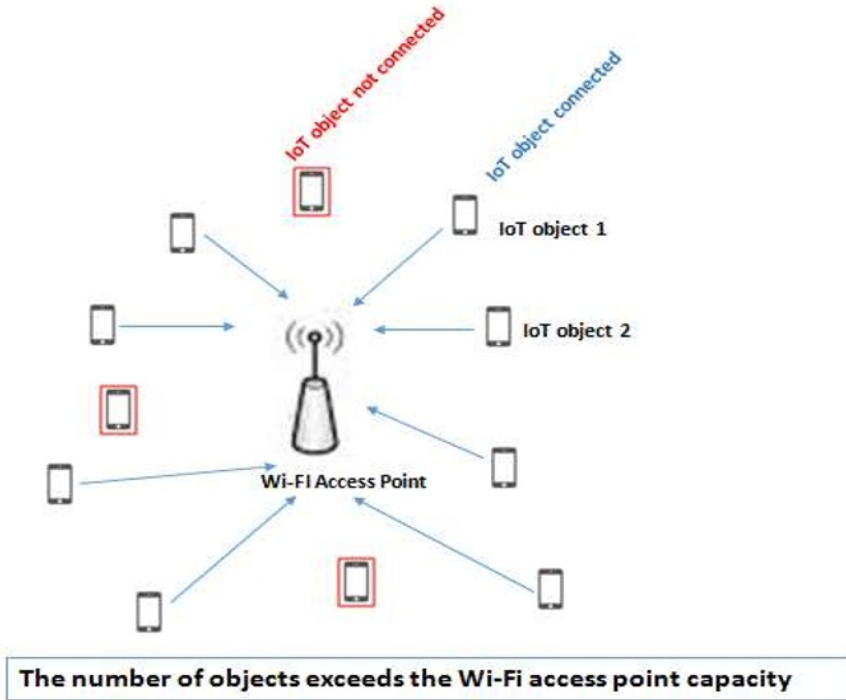 IoT object not connected
IoT object connected
IoT object 1
IoT object 2
Wi-FI Access Point
The number of objects exceeds the Wi-Fi access point capacity